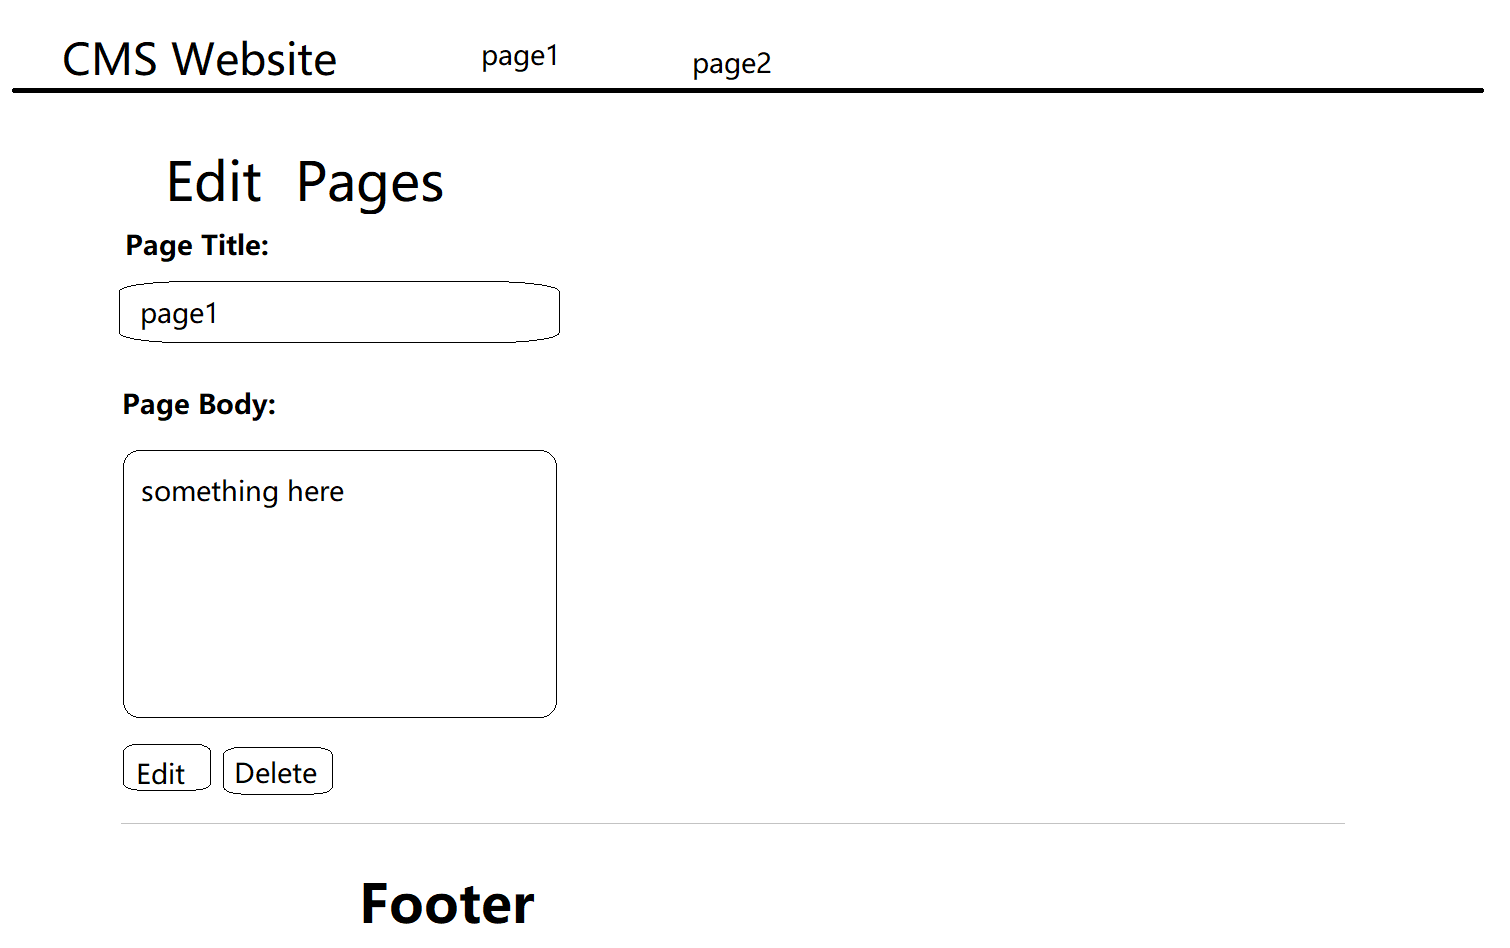 CMS Website page1 page2
Edit Pages
Page Title:
page1
Page Body:
something here
Edit Delete
Footer